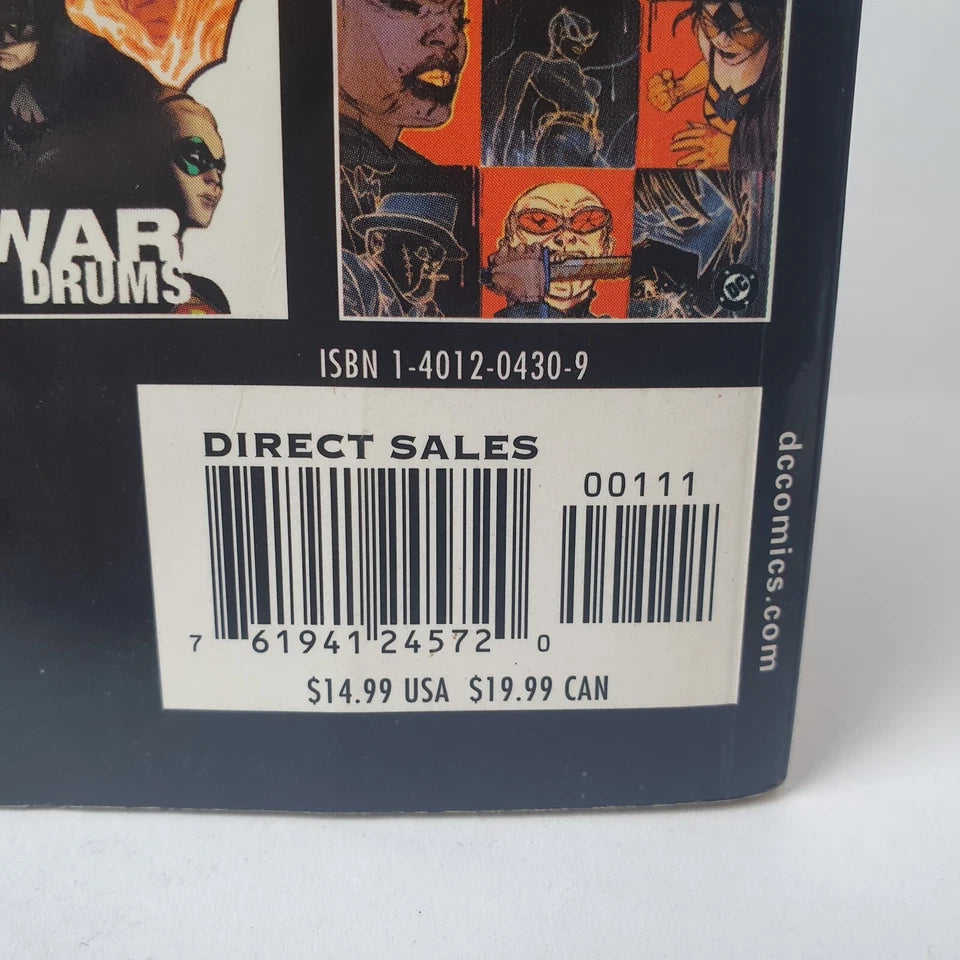 WAR
DRUMS
DC
ISBN 1-4012-0430-9
DIRECT SALES
00111
7 61941 24572 0
$14.99 USA $19.99 CAN
dccomics.com